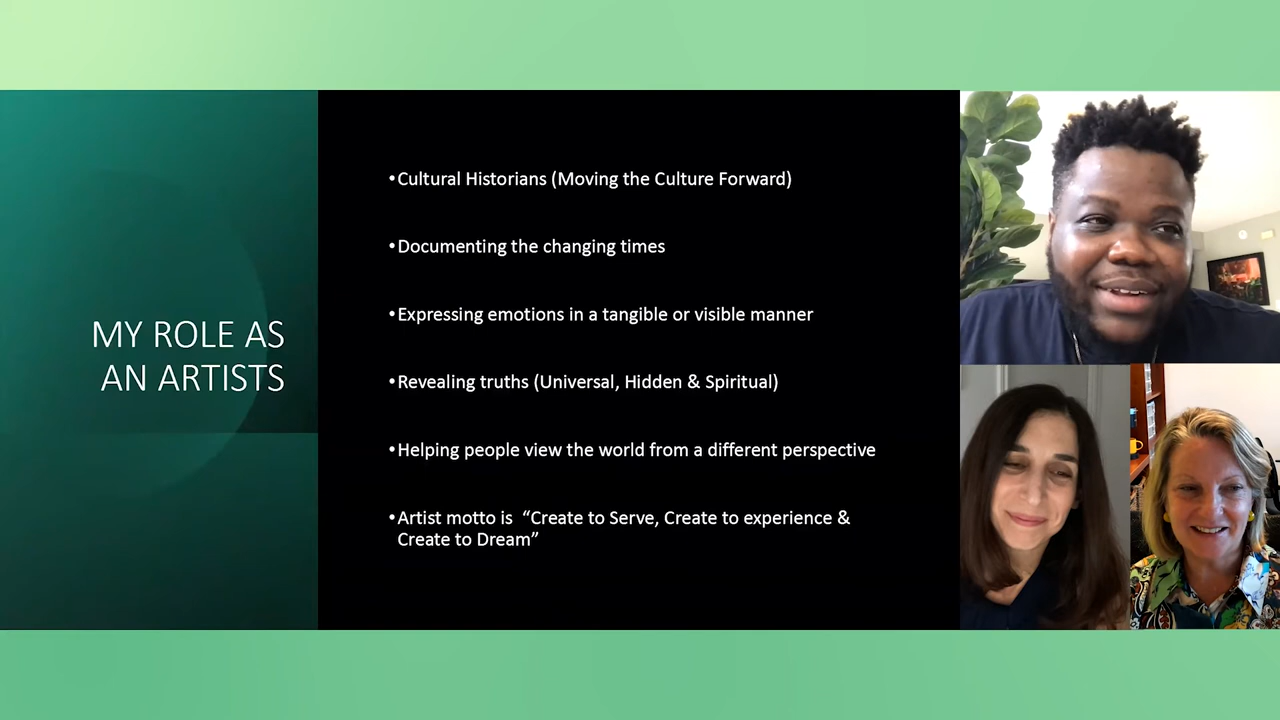 MY ROLE AS
AN ARTISTS
•Cultural Historians (Moving the Culture Forward)
•Documenting the changing times
•Expressing emotions in a tangible or visible manner
•Revealing truths (Universal, Hidden & Spiritual)
•Helping people view the world from a different perspective
•Artist motto is “Create to Serve, Create to experience &
Create to Dream”